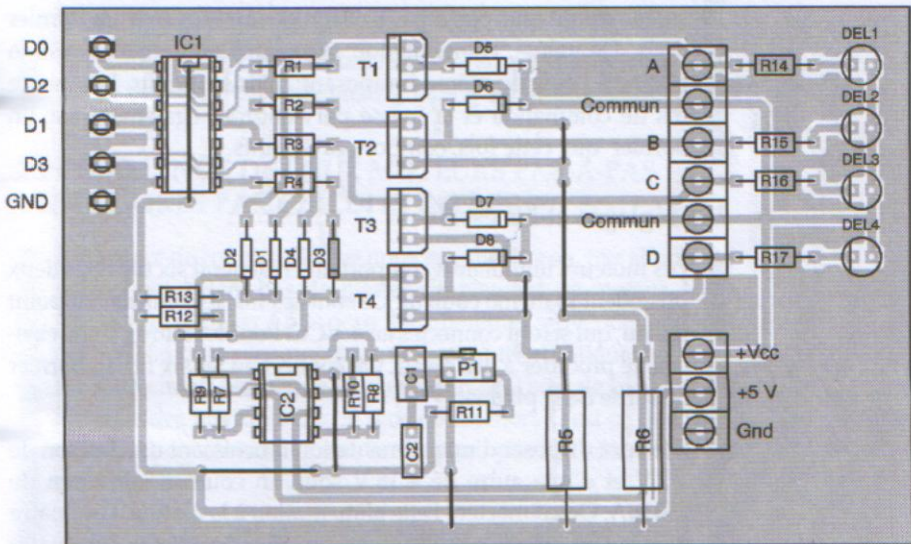 D0
D2
D1
D3
GND
IC1
R1
R2
R3
R4
T1
T2
T3
T4
D5
D6
D7
D8
A
Commun
B
C
Commun
D
R14
R15
R16
R17
DEL1
DEL2
DEL3
DEL4
D2
D1
D4
D3
R13
R12
R9
R7
C2
R10
R8
C1
C2
P1
R11
R5
R6
+Vcc
+5 V
Gnd